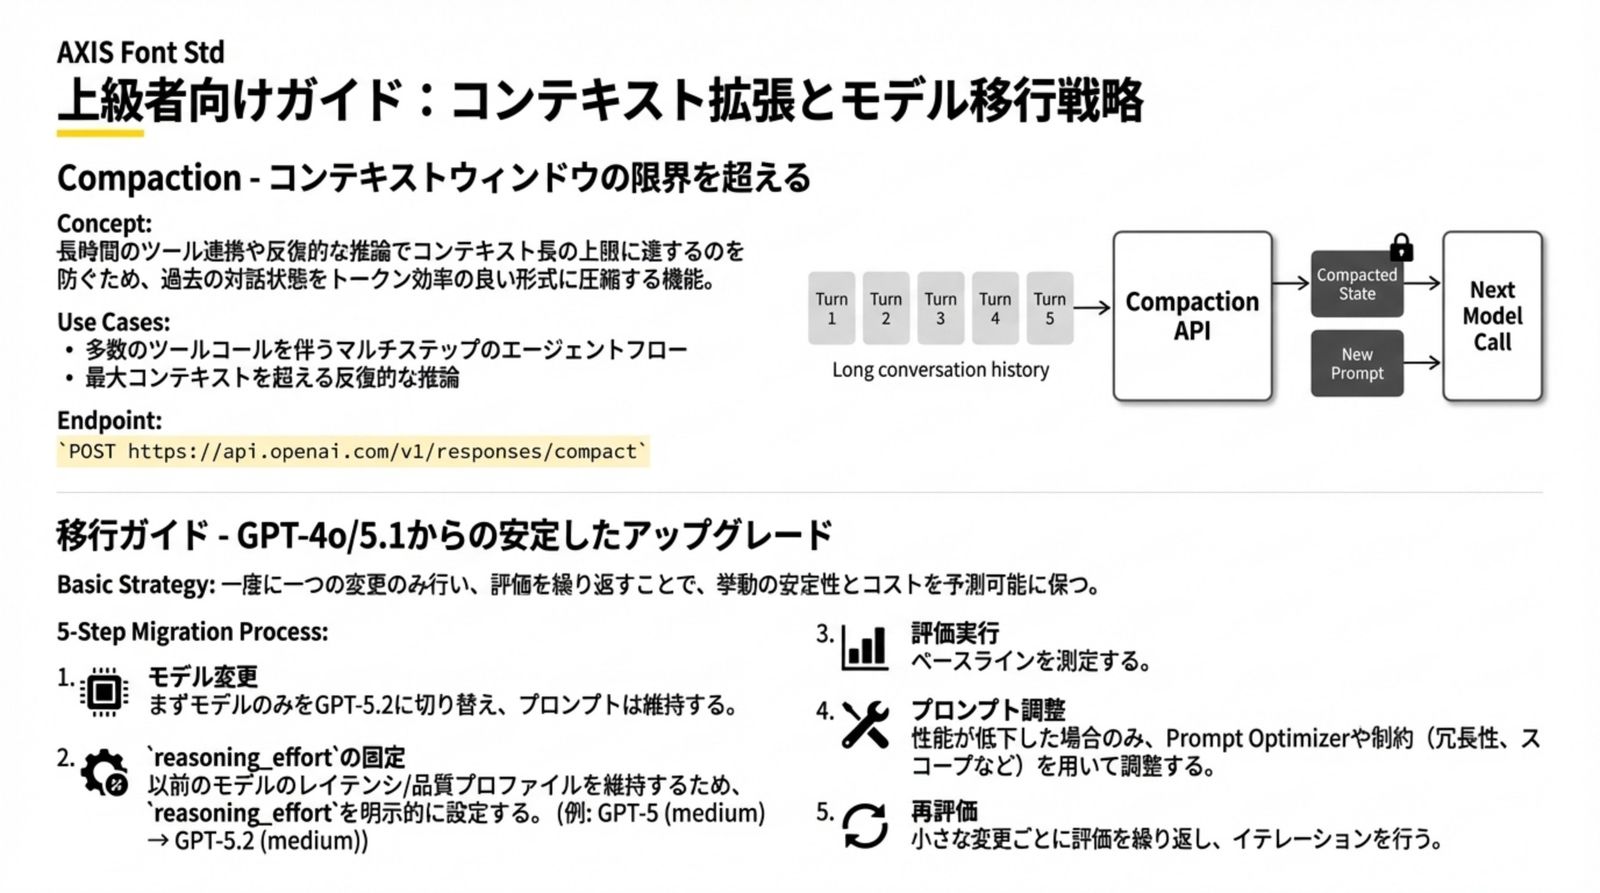 AXIS Font Std
上級者向けガイド：コンテキスト拡張とモデル移行戦略
Compaction - コンテキストウィンドウの限界を超える
Concept:
長時間のツール連携や反復的な推論でコンテキスト長の上限に達するのを
防ぐため、過去の対話状態をトークン効率の良い形式に圧縮する機能。
Use Cases:
• 多数のツールコールを伴うマルチステップのエージェントフロー
• 最大コンテキストを超える反復的な推論
Endpoint:
`POST https://api.openai.com/v1/responses/compact`
Turn
1
Turn
2
Turn
3
Turn
4
Turn
5
Long conversation history
Compaction
API
Compacted
State
New
Prompt
Next
Model
Call
移行ガイド - GPT-4o/5.1からの安定したアップグレード
Basic Strategy: 一度に一つの変更のみ行い、評価を繰り返すことで、挙動の安定性とコストを予測可能に保つ。
5-Step Migration Process:
1. モデル変更
まずモデルのみをGPT-5.2に切り替え、プロンプトは維持する。
2. `reasoning_effort`の固定
以前のモデルのレイテンシ/品質プロファイルを維持するため、
`reasoning_effort`を明示的に設定する。 (例: GPT-5 (medium)
→ GPT-5.2 (medium))
3. 評価実行
ベースラインを測定する。
4. プロンプト調整
性能が低下した場合のみ、Prompt Optimizerや制約（冗長性、ス
コープなど）を用いて調整する。
5. 再評価
小さな変更ごとに評価を繰り返し、イテレーションを行う。